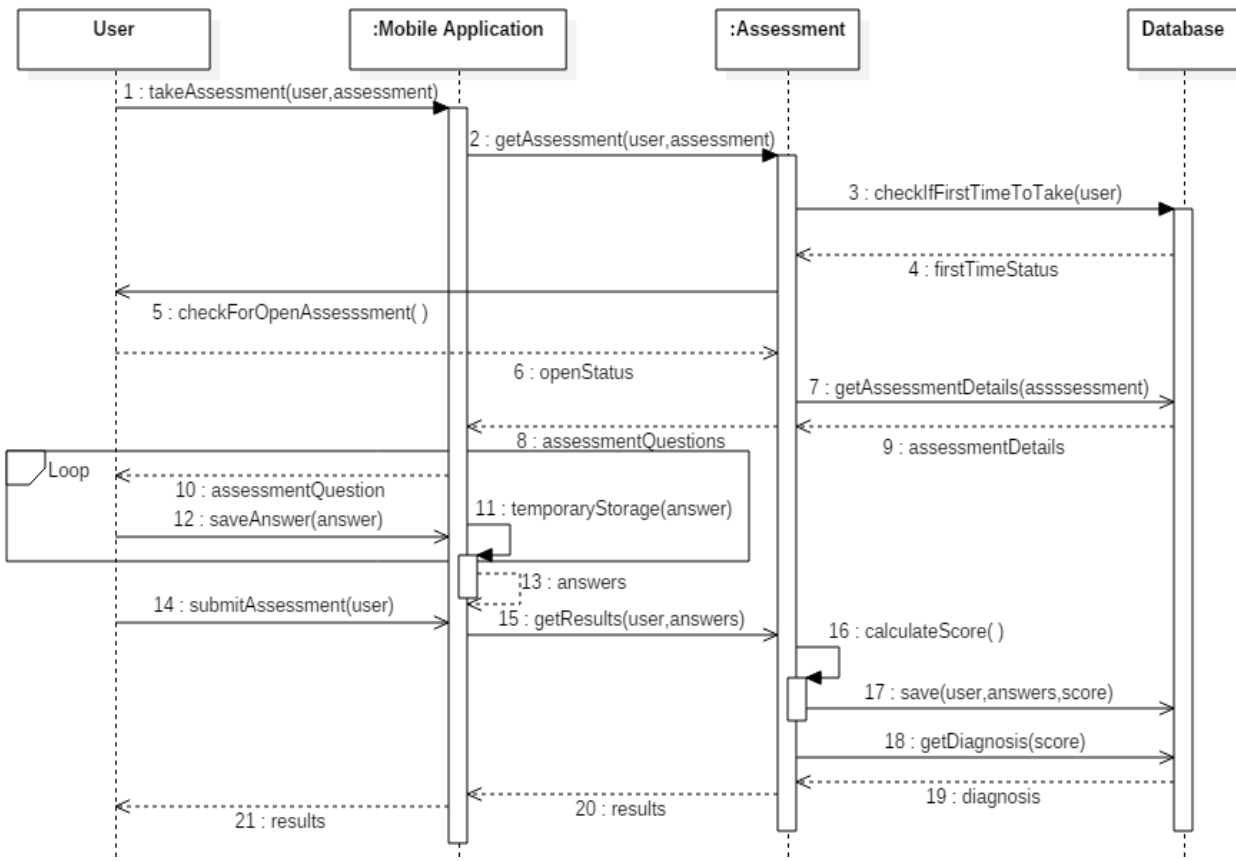 User
:Mobile Application
:Assessment
Database
1 : takeAssessment(user,assessment)
2 : getAssessment(user,assessment)
3 : checkIfFirstTimeToTake(user)
4 : firstTimeStatus
5 : checkForOpenAssesssment( )
6 : openStatus
7 : getAssessmentDetails(assssessment)
8 : assessmentQuestions
9 : assessmentDetails
Loop
10 : assessmentQuestion
11 : temporaryStorage(answer)
12 : saveAnswer(answer)
13 : answers
14 : submitAssessment(user)
15 : getResults(user,answers)
16 : calculateScore( )
17 : save(user,answers,score)
18 : getDiagnosis(score)
19 : diagnosis
20 : results
21 : results